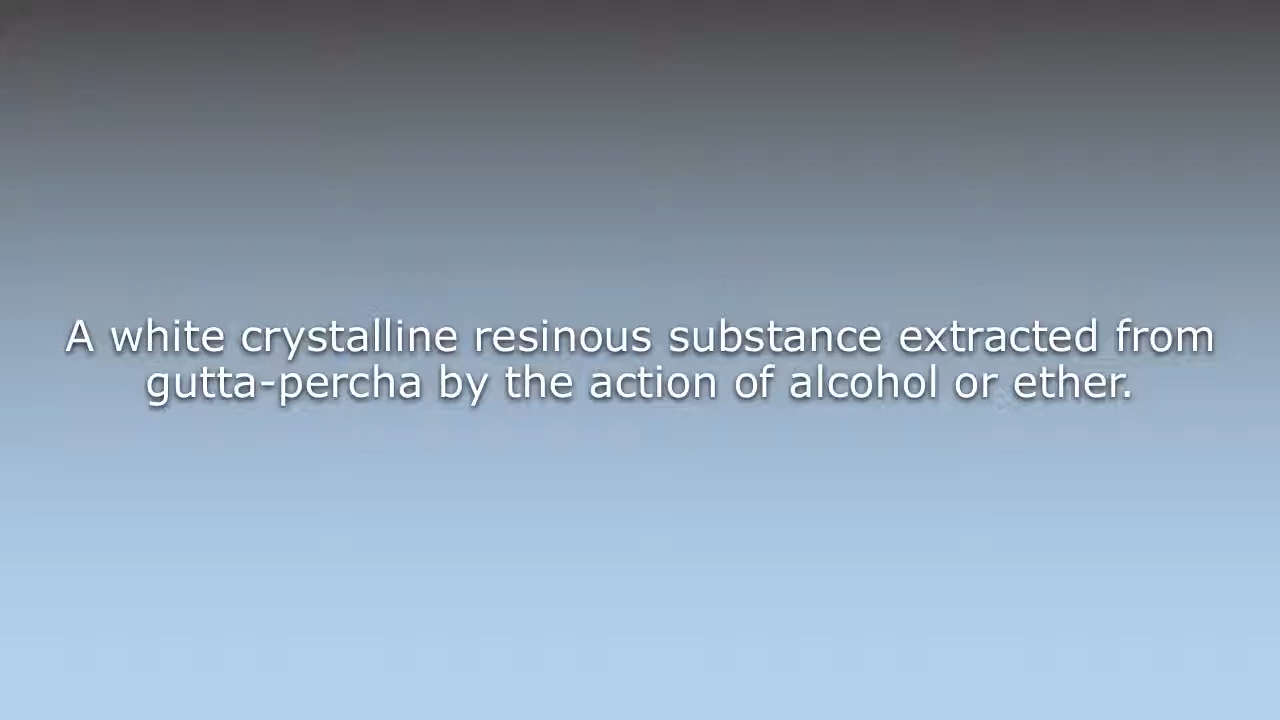 A white crystalline resinous substance extracted from
gutta-percha by the action of alcohol or ether.